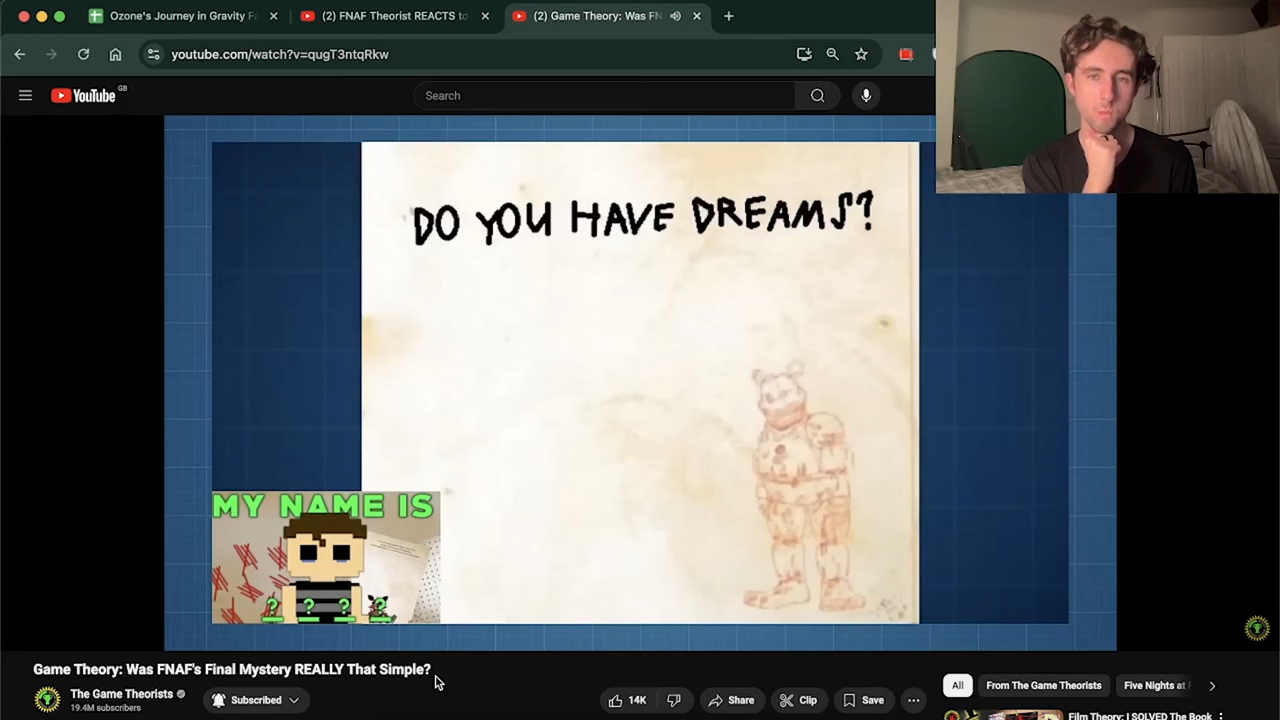 Ozone's Journey in Gravity Fa
(2) FNAF Theorist REACTS to
(2) Game Theory: Was FN
youtube.com/watch?v=qugT3ntqRkw
YouTube GB
Search
DO YOU HAVE DREAMS?
MY NAME IS
? ? ? ?
Game Theory: Was FNAF's Final Mystery REALLY That Simple?
The Game Theorists
19.4M subscribers
Subscribed
14K
Share
Clip
Save
All
From The Game Theorists
Five Nights at F
Film Theory: I SOLVED The Book